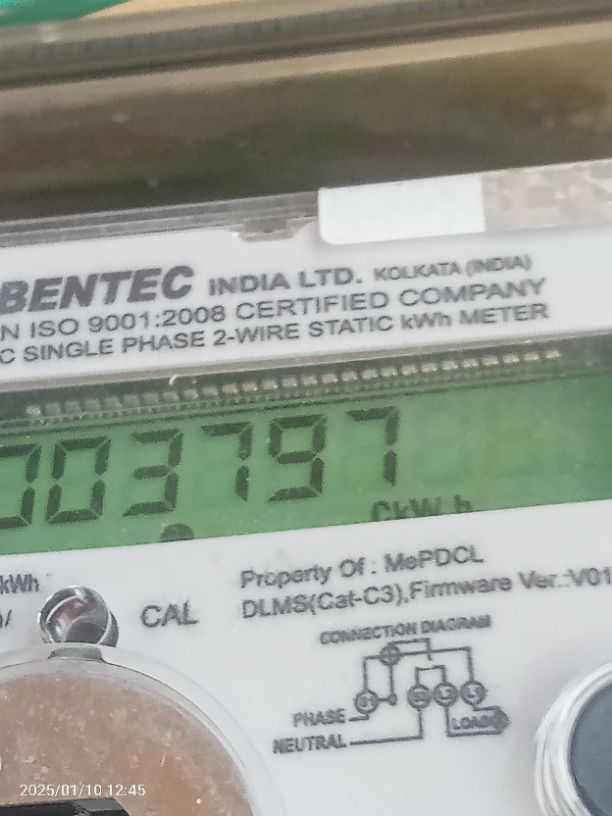 BENTEC INDIA LTD. KOLKATA (INDIA)
N ISO 9001:2008 CERTIFIED COMPANY
C SINGLE PHASE 2-WIRE STATIC kWh METER
003797
CkW h
kWh
CAL
Property Of : MePDCL
DLMS(Cat-C3),Firmware Ver.:V01
CONNECTION DIAGRAM
PHASE
LOAD
NEUTRAL
2025/01/10 12:45